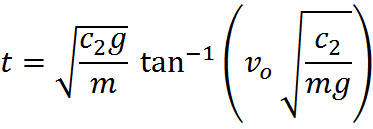 t = √(c₂g/m) tan⁻¹ (vₒ √(c₂/mg))